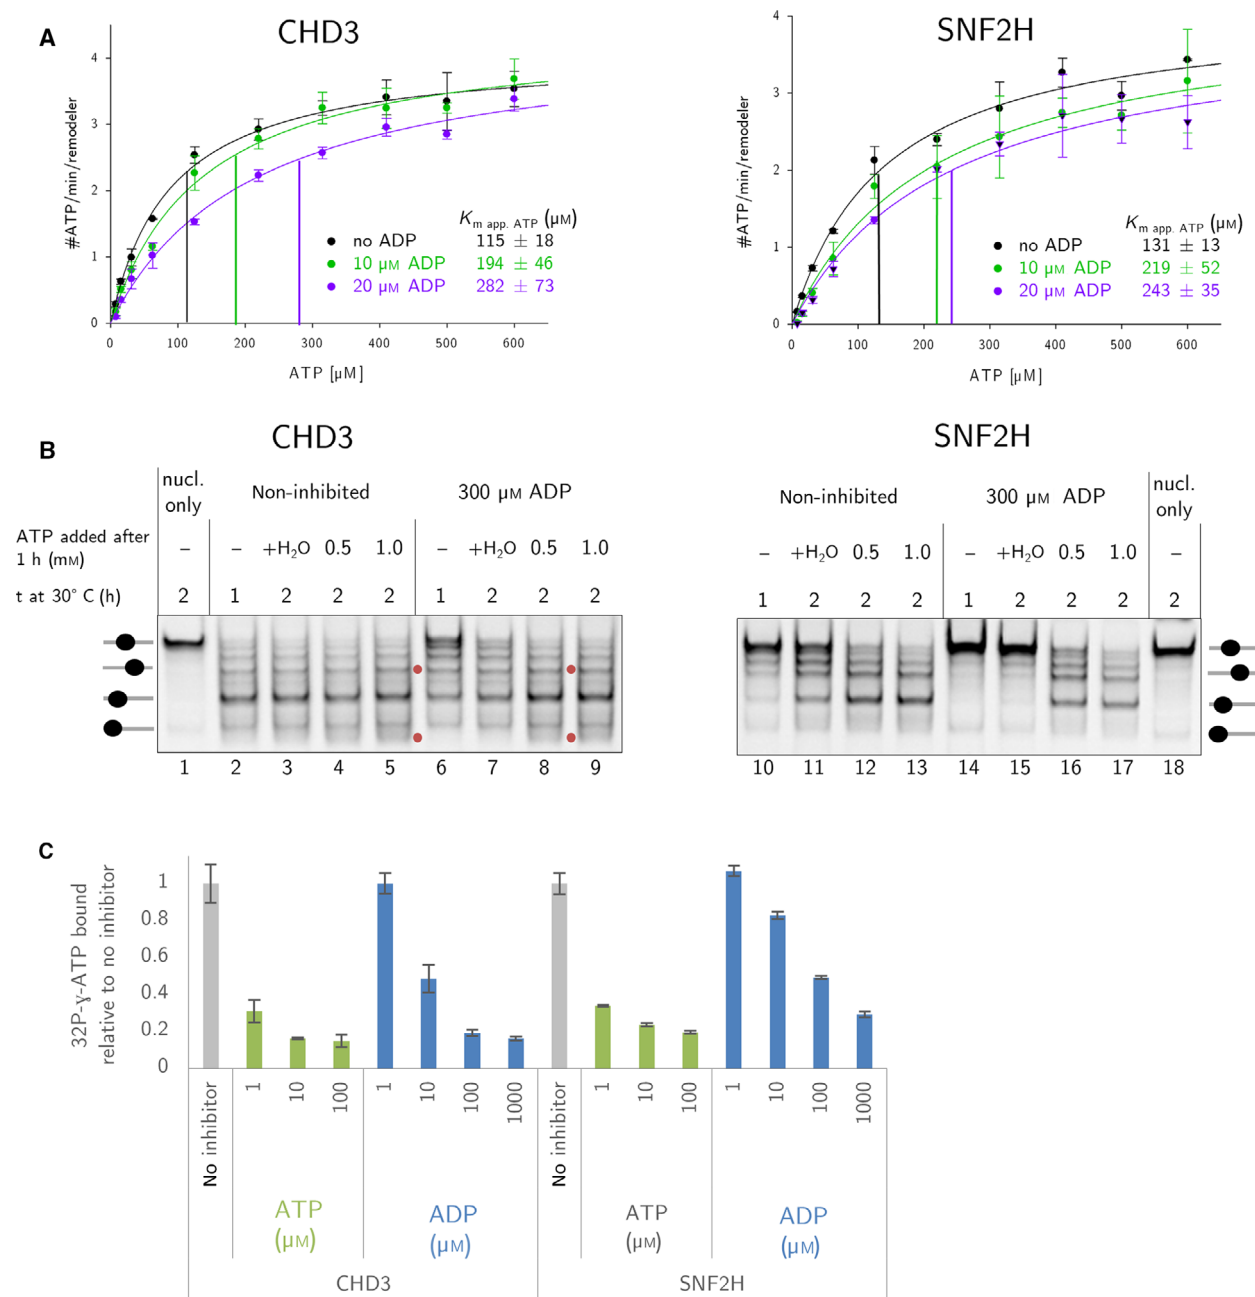 A
CHD3
SNF2H
#ATP/min/remodeler
4
3
2
1
0
0 100 200 300 400 500 600
ATP [µM]
Km app. ATP (µM)
no ADP 115 ± 18
10 µM ADP 194 ± 46
20 µM ADP 282 ± 73
#ATP/min/remodeler
4
3
2
1
0
0 100 200 300 400 500 600
ATP [µM]
Km app. ATP (µM)
no ADP 131 ± 13
10 µM ADP 219 ± 52
20 µM ADP 243 ± 35
B
CHD3
nucl. only
Non-inhibited
300 µM ADP
ATP added after
1 h (mM)
– – +H₂O 0.5 1.0 – +H₂O 0.5 1.0
t at 30° C (h)
2 1 2 2 2 1 2 2 2
1 2 3 4 5 6 7 8 9
SNF2H
Non-inhibited
300 µM ADP
nucl.
only
– +H₂O 0.5 1.0 – +H₂O 0.5 1.0 –
1 2 2 2 1 2 2 2 2
10 11 12 13 14 15 16 17 18
C
32P-γ-ATP bound
relative to no inhibitor
1
0.8
0.6
0.4
0.2
0
No inhibitor 1 10 100 1 10 100 1000 No inhibitor 1 10 100 1 10 100 1000
ATP ADP ATP ADP
(µM) (µM) (µM) (µM)
CHD3 SNF2H